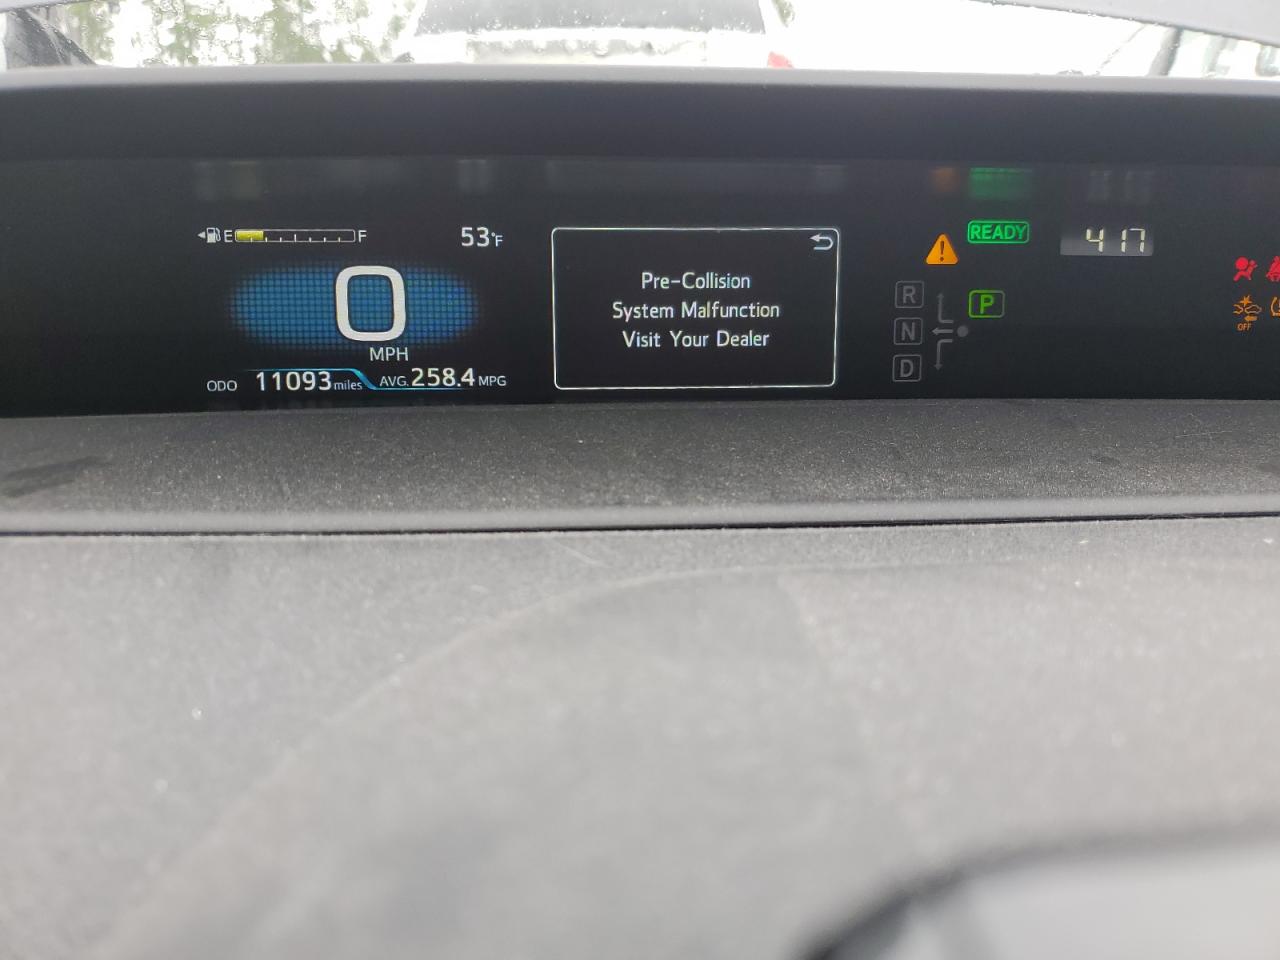 E F 53°F
0
MPH
ODO 11093 miles AVG. 258.4 MPG
Pre-Collision
System Malfunction
Visit Your Dealer
READY 4 17
R P
N
D
OFF